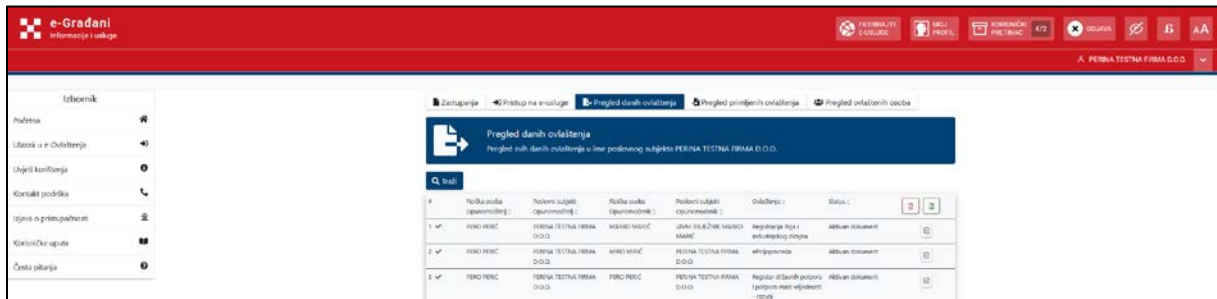 e-Građani
Informacije i usluge
FILTRIRAJTE
E-USLUGE
MOJ
PROFIL
KORISNIČKI
PRETINAC
472
ODJAVA
AA
PERINA TESTNA FIRMA D.O.O.
Izbornik
Početna
Ulazak u e-Ovlaštenja
Uvjeti korištenja
Kontakt podrška
Izjava o pristupačnosti
Korisničke upute
Česta pitanja
Zastupanja
Pristup na e-usluge
Pregled danih ovlaštenja
Pregled primljenih ovlaštenja
Pregled ovlaštenih osoba
Pregled danih ovlaštenja
Pregled svih danih ovlaštenja u ime poslovnog subjekta PERINA TESTNA FIRMA D.O.O.
Traži
# Fizička osoba Poslovni subjekt Fizička osoba Poslovni subjekt Ovlaštenje Status
Opunomoćitelj Opunomoćitelj Opunomoćenik Opunomoćenik
1 PERO PERIĆ PERINA TESTNA FIRMA MARKO MARIĆ JAVNI BILJEŽNIK MARKO Registracija žiga i Aktivan dokument
D.O.O. MARIĆ industrijskog dizajna
2 PERO PERIĆ PERINA TESTNA FIRMA MIRO MIRIĆ PERINA TESTNA FIRMA ePoljoprivreda Aktivan dokument
D.O.O. D.O.O.
3 PERO PERIĆ PERINA TESTNA FIRMA PERO PERIĆ PERINA TESTNA FIRMA Registar državnih potpora Aktivan dokument
D.O.O. D.O.O. i potpora male vrijednosti
– razvoj